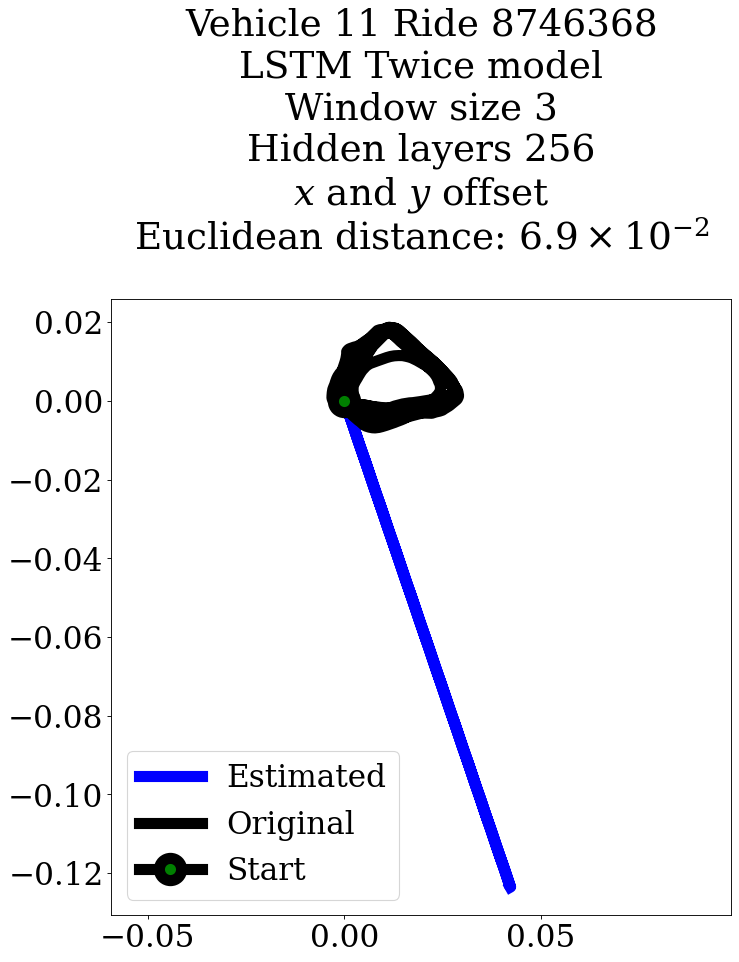 Vehicle 11 Ride 8746368
LSTM Twice model
Window size 3
Hidden layers 256
x and y offset
Euclidean distance: 6.9 × 10⁻²
0.02
0.00
−0.02
−0.04
−0.06
−0.08
−0.10
−0.12
Estimated
Original
Start
−0.05 0.00 0.05